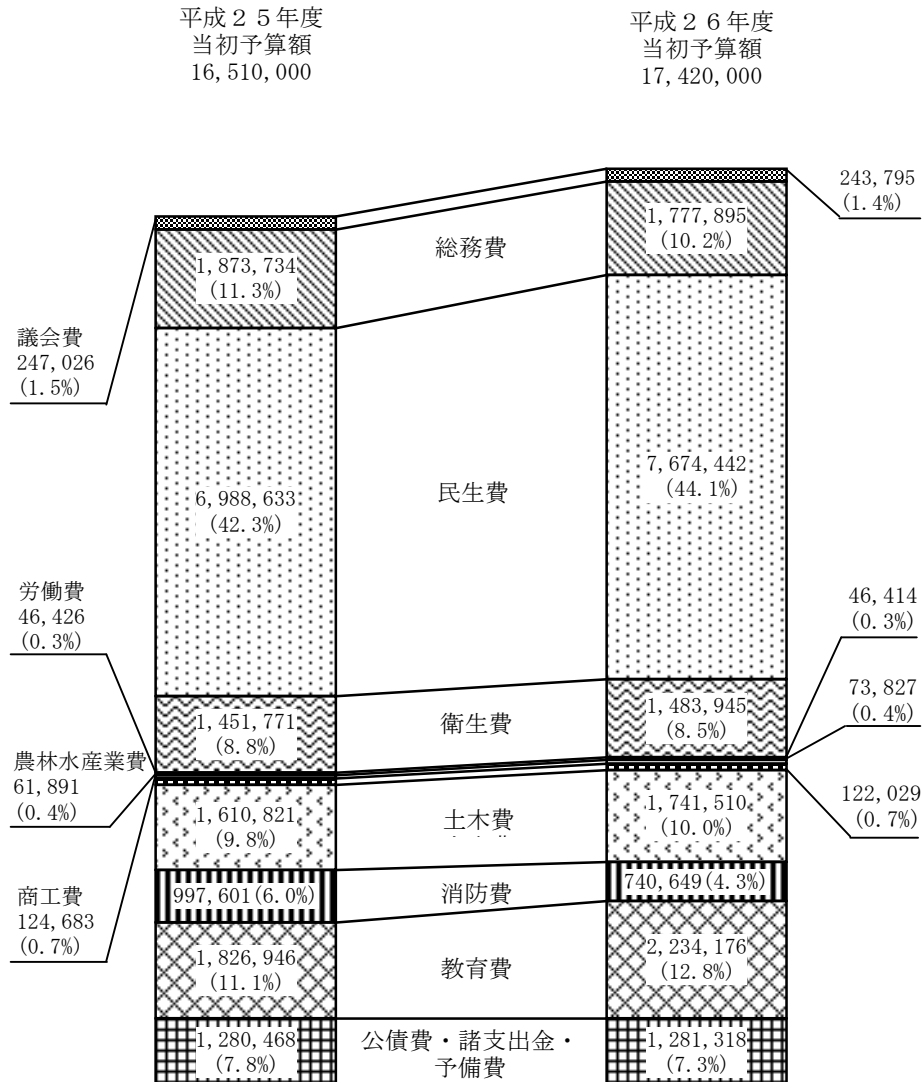 平成２５年度
当初予算額
16,510,000
平成２６年度
当初予算額
17,420,000
議会費
247,026
(1.5%)
労働費
46,426
(0.3%)
農林水産業費
61,891
(0.4%)
商工費
124,683
(0.7%)
1,873,734
(11.3%)
6,988,633
(42.3%)
1,451,771
(8.8%)
1,610,821
(9.8%)
997,601(6.0%)
1,826,946
(11.1%)
1,280,468
(7.8%)
総務費
民生費
衛生費
土木費
消防費
教育費
公債費・諸支出金・
予備費
1,777,895
(10.2%)
7,674,442
(44.1%)
1,483,945
(8.5%)
1,741,510
(10.0%)
740,649(4.3%)
2,234,176
(12.8%)
1,281,318
(7.3%)
243,795
(1.4%)
46,414
(0.3%)
73,827
(0.4%)
122,029
(0.7%)